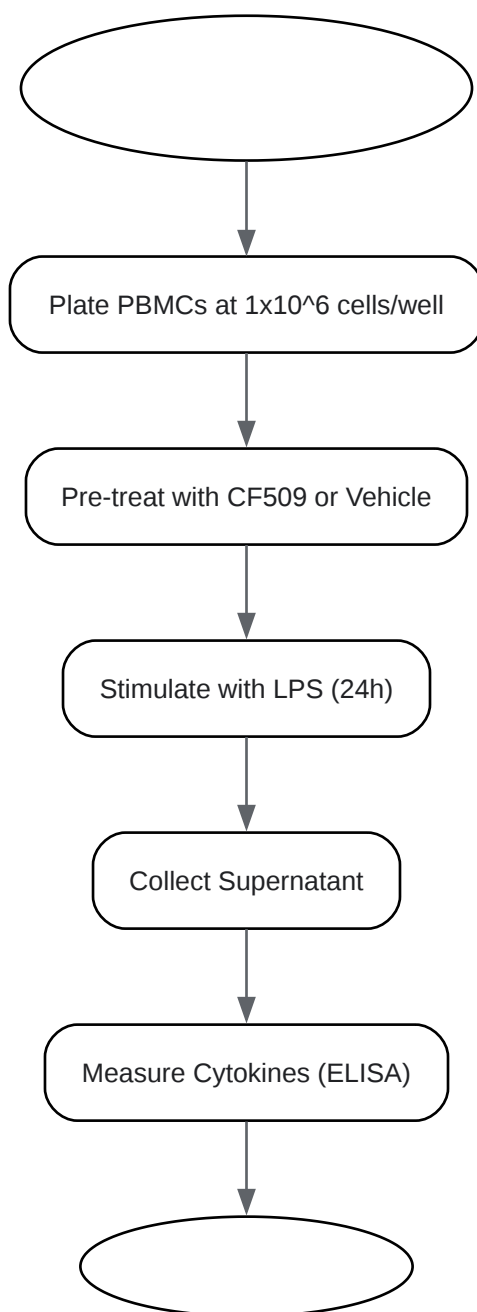 Plate PBMCs at 1x10^6 cells/well
Pre-treat with CF509 or Vehicle
Stimulate with LPS (24h)
Collect Supernatant
Measure Cytokines (ELISA)